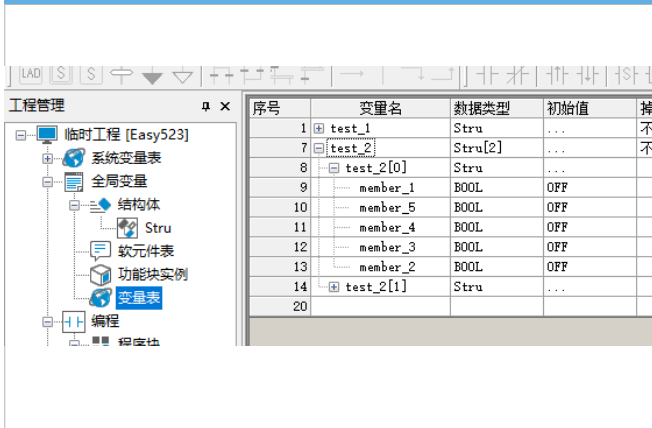 LAD S S
工程管理
临时工程 [Easy523]
系统变量表
全局变量
结构体
Stru
软元件表
功能块实例
变量表
编程
程序块
序号 变量名 数据类型 初始值
1 test_1 Stru ... 不
7 test_2 Stru[2] ... 不
8 test_2[0] Stru ...
9 member_1 BOOL OFF
10 member_5 BOOL OFF
11 member_4 BOOL OFF
12 member_3 BOOL OFF
13 member_2 BOOL OFF
14 test_2[1] Stru ...
20